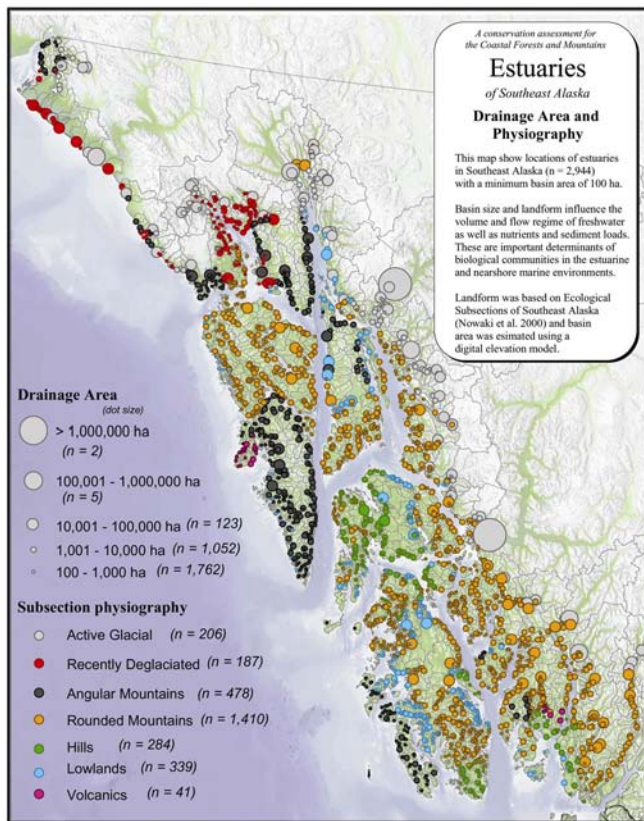 A conservation assessment for
the Coastal Forests and Mountains
Estuaries
of Southeast Alaska
Drainage Area and
Physiography
This map show locations of estuaries
in Southeast Alaska (n = 2,944)
with a minimum basin area of 100 ha.
Basin size and landform influence the
volume and flow regime of freshwater
as well as nutrients and sediment loads.
These are important determinants of
biological communities in the estuarine
and nearshore marine environments.
Landform was based on Ecological
Subsections of Southeast Alaska
(Nowaki et al. 2000) and basin
area was esimated using a
digital elevation model.
Drainage Area
(dot size)
> 1,000,000 ha
(n = 2)
100,001 - 1,000,000 ha
(n = 5)
10,001 - 100,000 ha (n = 123)
1,001 - 10,000 ha (n = 1,052)
100 - 1,000 ha (n = 1,762)
Subsection physiography
Active Glacial (n = 206)
Recently Deglaciated (n = 187)
Angular Mountains (n = 478)
Rounded Mountains (n = 1,410)
Hills (n = 284)
Lowlands (n = 339)
Volcanics (n = 41)